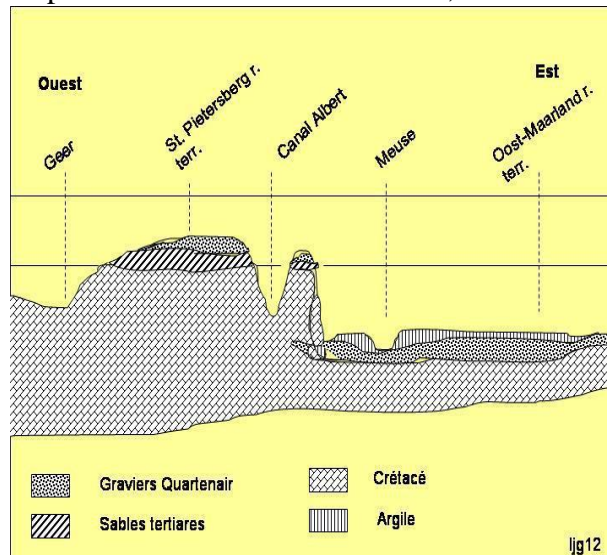 Ouest
Est
Geer
St. Pietersberg r.
terr.
Canal Albert
Meuse
Oost-Maarland r.
terr.
Graviers Quartenair
Crétacé
Sables tertiares
Argile
ljg12